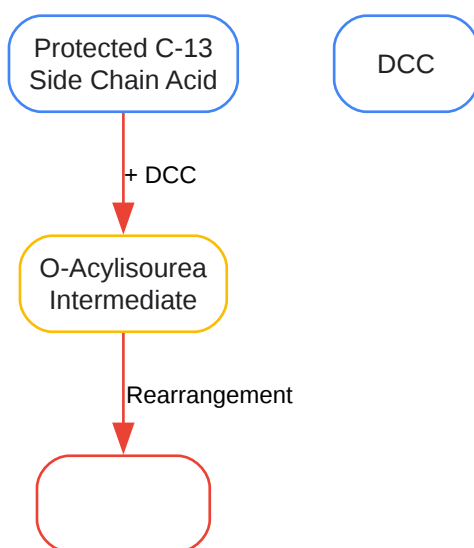 Protected C-13
Side Chain Acid
DCC
+ DCC
O-Acylisourea
Intermediate
Rearrangement